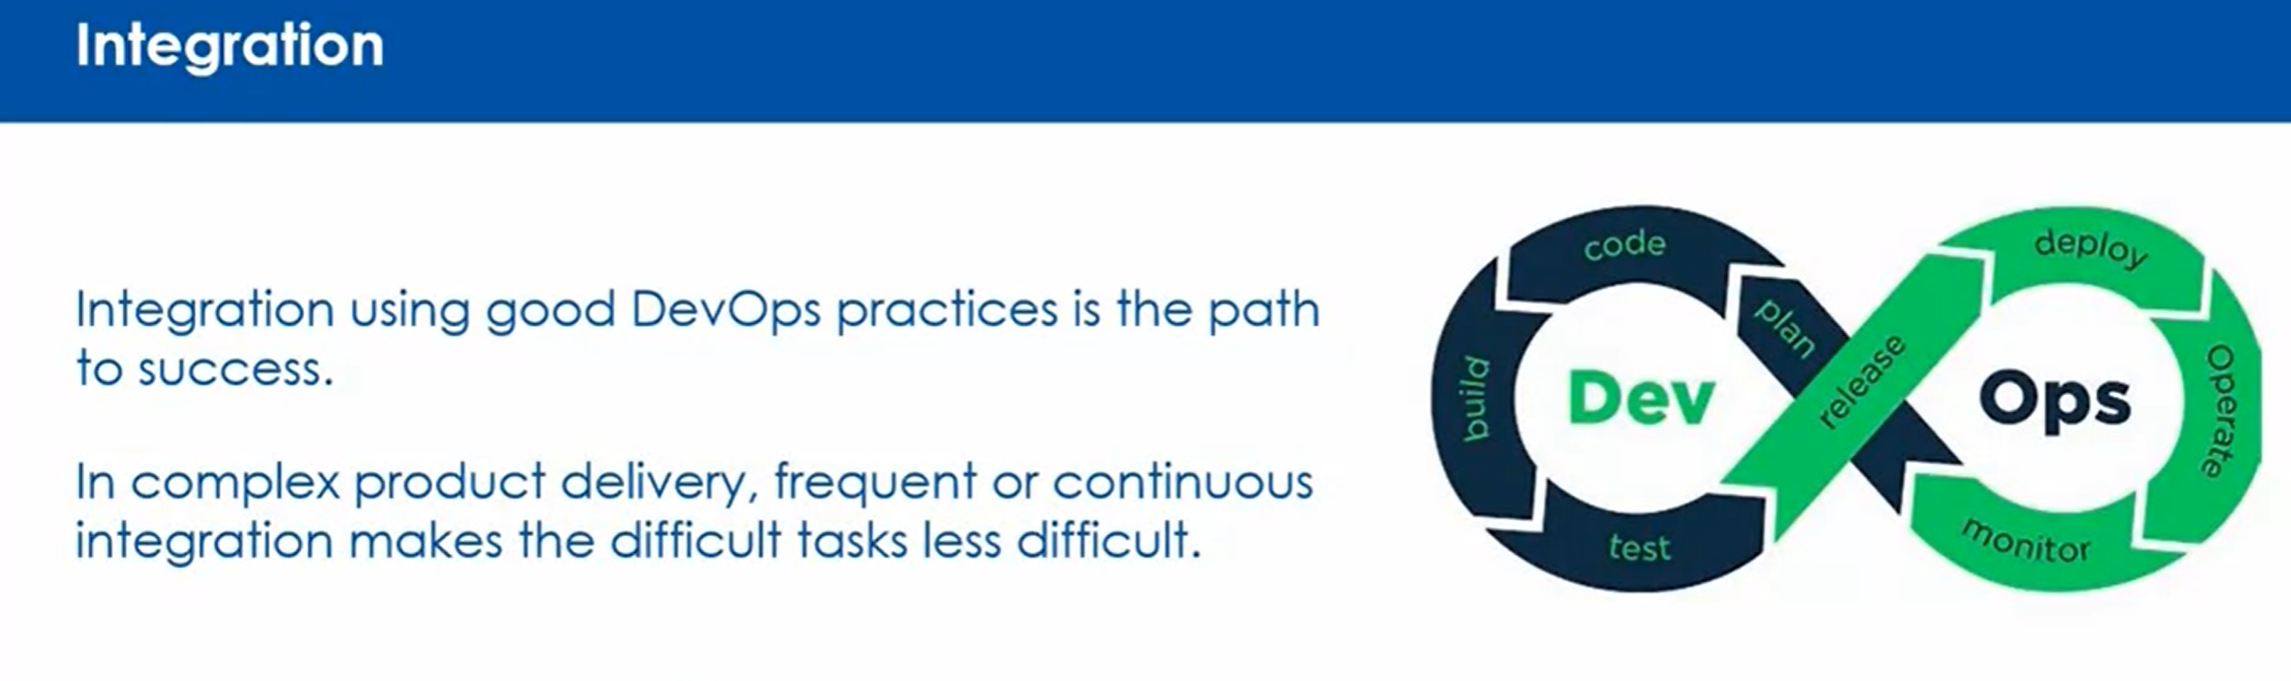 Integration
Integration using good DevOps practices is the path
to success.
In complex product delivery, frequent or continuous
integration makes the difficult tasks less difficult.
code
plan
build
Dev
test
release
deploy
Ops
Operate
monitor